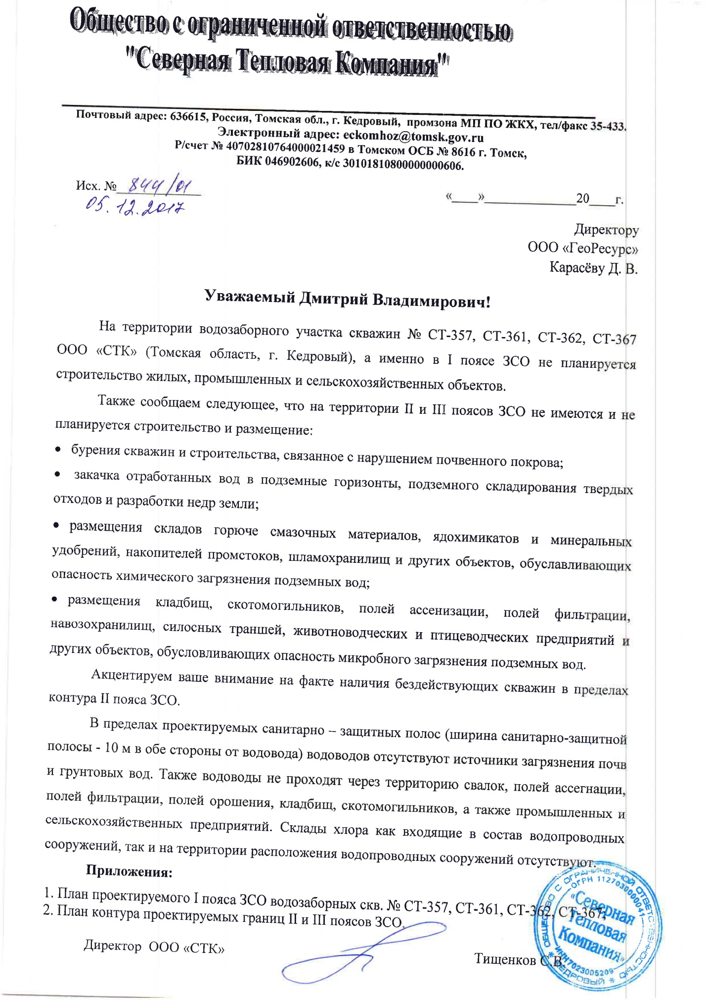 Общество с ограниченной ответственностью
"Северная Тепловая Компания"
Почтовый адрес: 636615, Россия, Томская обл., г. Кедровый, промзона МП ПО ЖКХ, тел/факс 35-433.
Электронный адрес: eckomhoz@tomsk.gov.ru
Р/счет № 40702810764000021459 в Томском ОСБ № 8616 г. Томск,
БИК 046902606, к/с 30101810800000000606.
Исх. № 844/01
«____»______________20____г.
05.12.2017
Директору
ООО «ГеоРесурс»
Карасёву Д. В.
Уважаемый Дмитрий Владимирович!
На территории водозаборного участка скважин № СТ-357, СТ-361, СТ-362, СТ-367
ООО «СТК» (Томская область, г. Кедровый), а именно в I поясе ЗСО не планируется
строительство жилых, промышленных и сельскохозяйственных объектов.
Также сообщаем следующее, что на территории II и III поясов ЗСО не имеются и не
планируется строительство и размещение:
• бурения скважин и строительства, связанное с нарушением почвенного покрова;
• закачка отработанных вод в подземные горизонты, подземного складирования твердых
отходов и разработки недр земли;
• размещения складов горюче смазочных материалов, ядохимикатов и минеральных
удобрений, накопителей промстоков, шламохранилищ и других объектов, обуславливающих
опасность химического загрязнения подземных вод;
• размещения кладбищ, скотомогильников, полей ассенизации, полей фильтрации,
навозохранилищ, силосных траншей, животноводческих и птицеводческих предприятий и
других объектов, обусловливающих опасность микробного загрязнения подземных вод.
Акцентируем ваше внимание на факте наличия бездействующих скважин в пределах
контура II пояса ЗСО.
В пределах проектируемых санитарно – защитных полос (ширина санитарно-защитной
полосы - 10 м в обе стороны от водовода) водоводов отсутствуют источники загрязнения почв
и грунтовых вод. Также водоводы не проходят через территорию свалок, полей ассегнации,
полей фильтрации, полей орошения, кладбищ, скотомогильников, а также промышленных и
сельскохозяйственных предприятий. Склады хлора как входящие в состав водопроводных
сооружений, так и на территории расположения водопроводных сооружений отсутствуют.
Приложения:
1. План проектируемого I пояса ЗСО водозаборных скв. № СТ-357, СТ-361, СТ-362, СТ-367;
2. План контура проектируемых границ II и III поясов ЗСО.
Директор ООО «СТК»
Тищенков С.В.
ОБЩЕСТВО С ОГРАНИЧЕННОЙ ОТВЕТСТВЕННОСТЬЮ
* КЕДРОВЫЙ *
ОГРН 1127030000041
ИНН7023005209
«Северная
Тепловая
Компания»